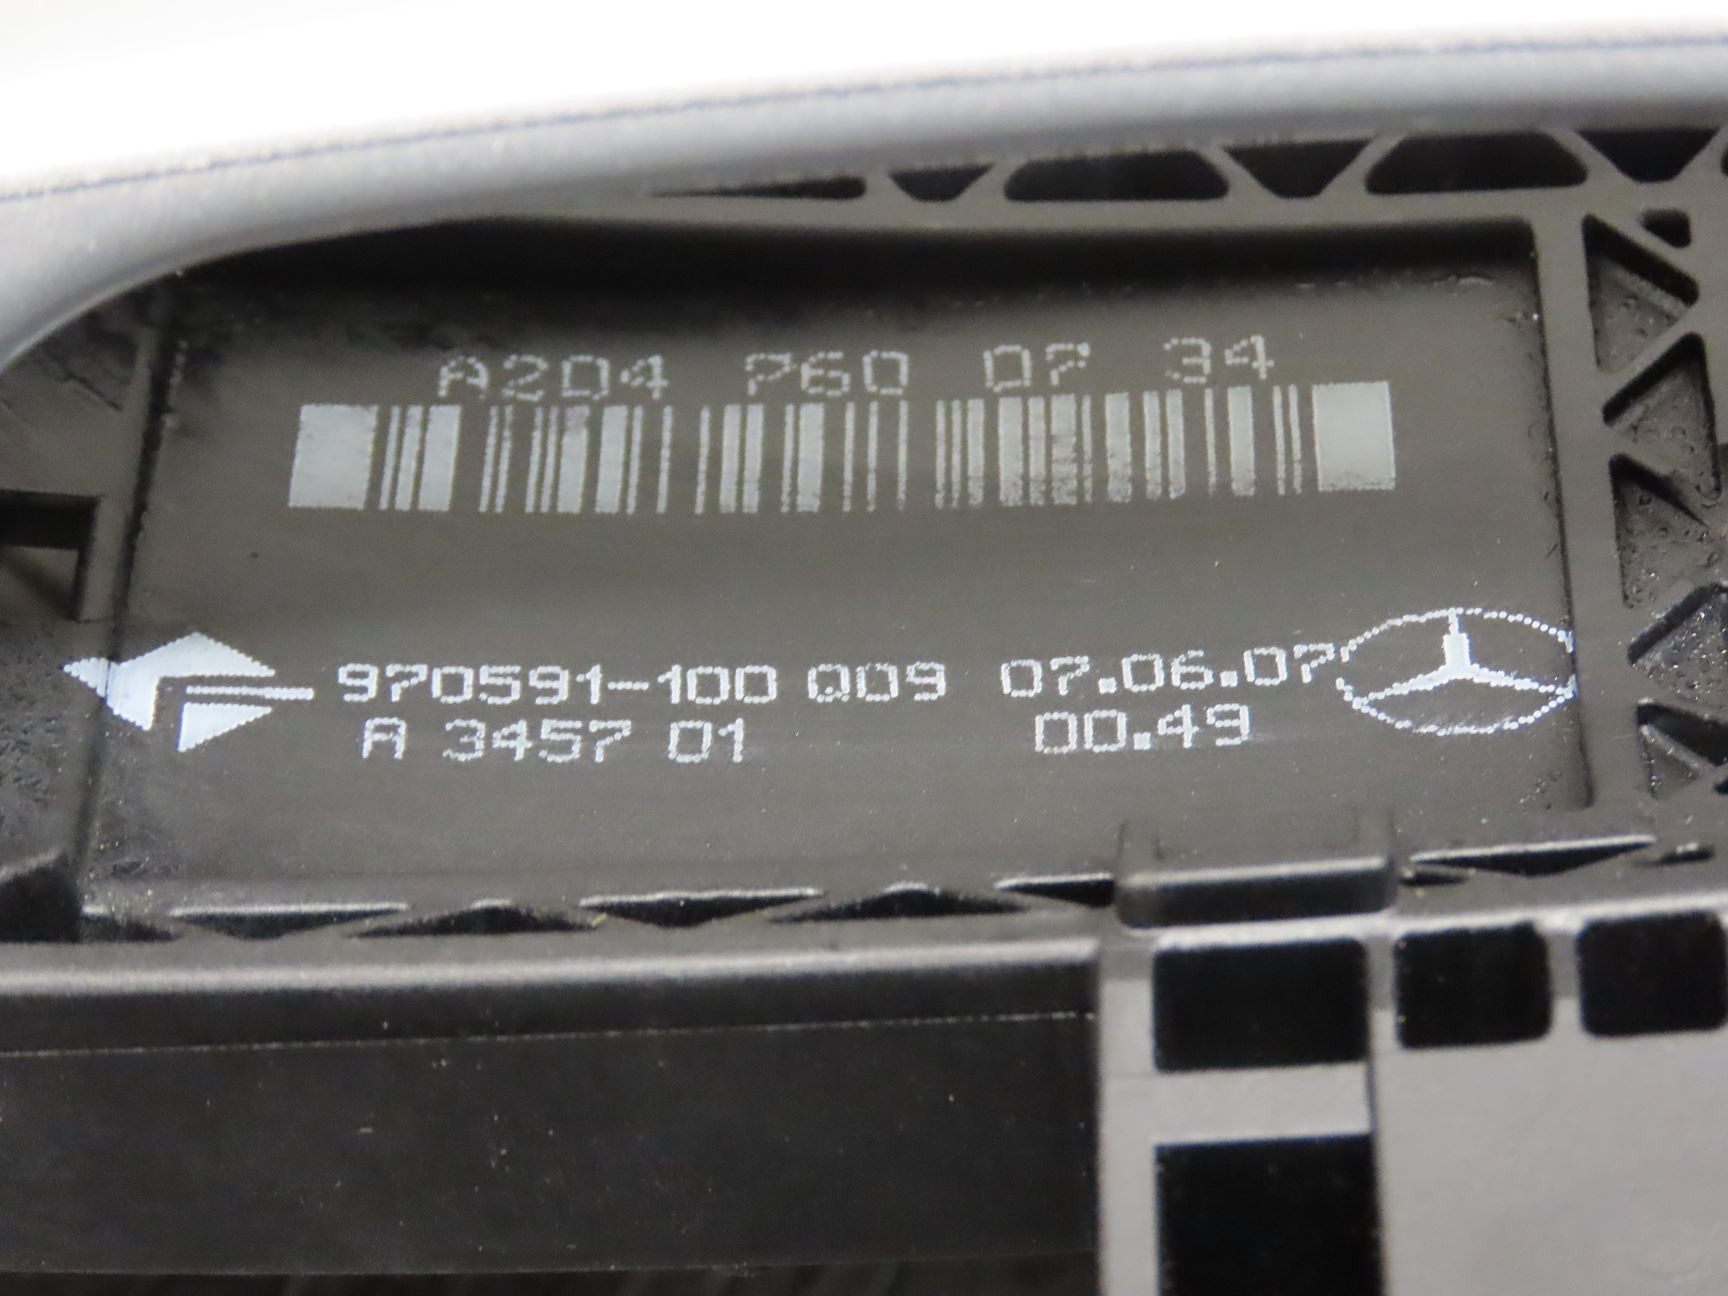 A204 760 07 34
970591-100 Q09 07.06.07
A 3457 01 00.49